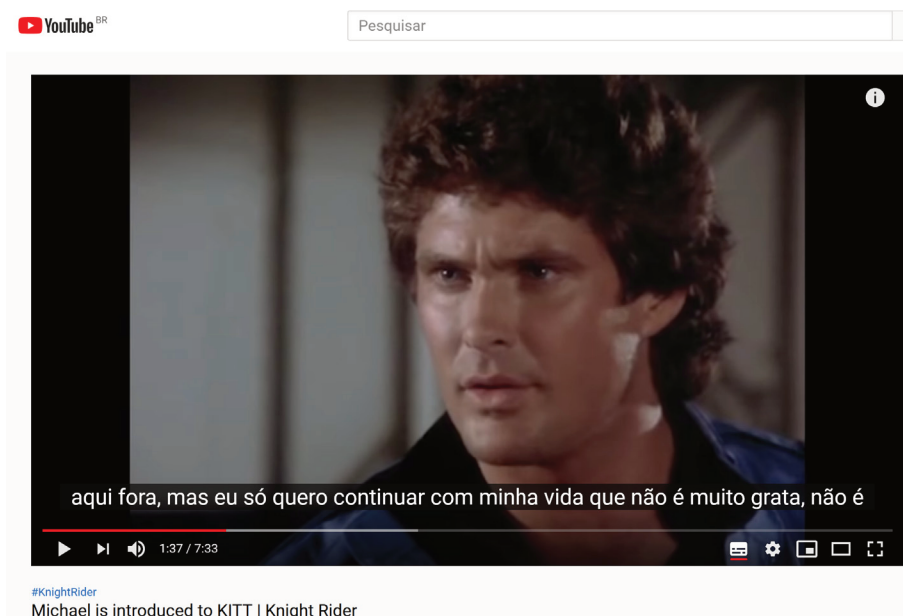 YouTube BR
Pesquisar
aqui fora, mas eu só quero continuar com minha vida que não é muito grata, não é
1:37 / 7:33
#KnightRider
Michael is introduced to KITT | Knight Rider